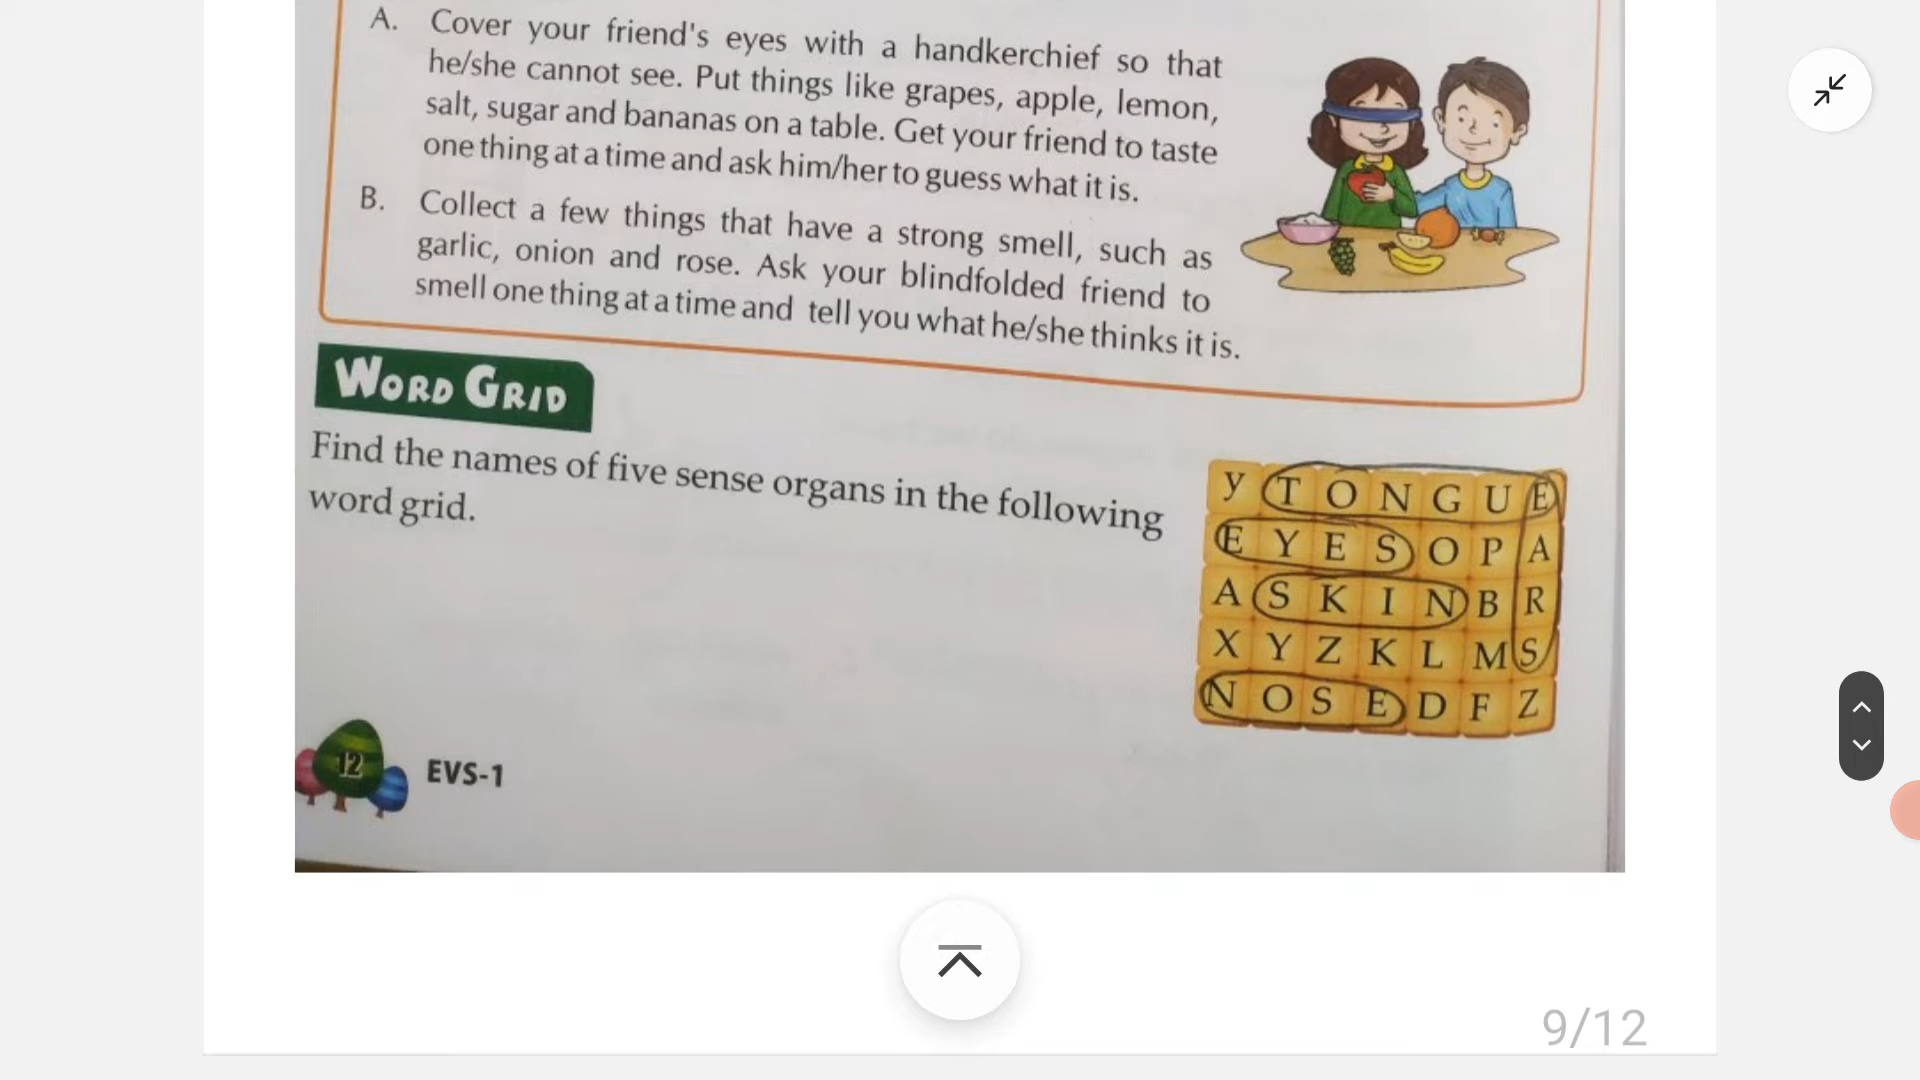 A. Cover your friend's eyes with a handkerchief so that
he/she cannot see. Put things like grapes, apple, lemon,
salt, sugar and bananas on a table. Get your friend to taste
one thing at a time and ask him/her to guess what it is.
B. Collect a few things that have a strong smell, such as
garlic, onion and rose. Ask your blindfolded friend to
smell one thing at a time and tell you what he/she thinks it is.
WORD GRID
Find the names of five sense organs in the following
word grid.
y T O N G U E
E Y E S O P A
A S K I N B R
X Y Z K L M S
N O S E D F Z
12 EVS-1
9/12